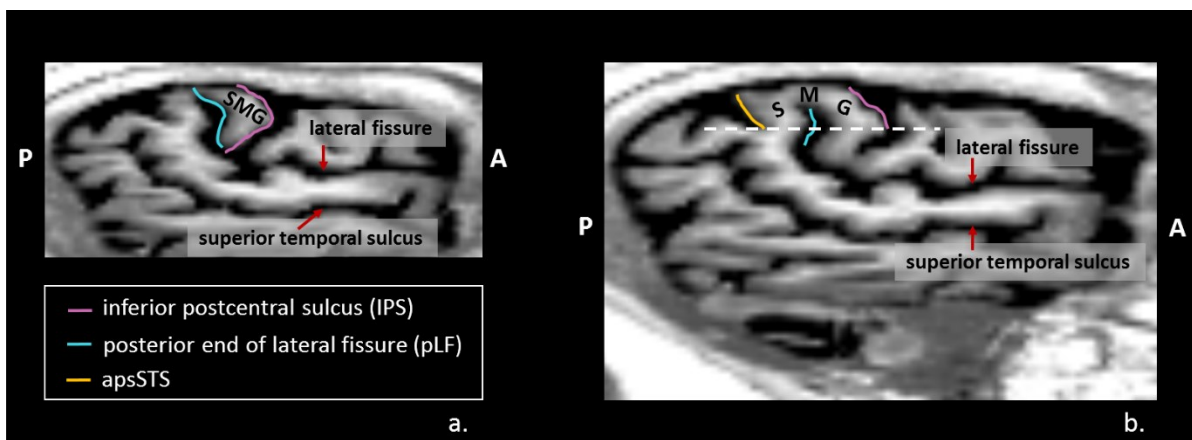 SMG
lateral fissure
P
A
superior temporal sulcus
inferior postcentral sulcus (IPS)
posterior end of lateral fissure (pLF)
apsSTS
a.
S M G
lateral fissure
P
A
superior temporal sulcus
b.